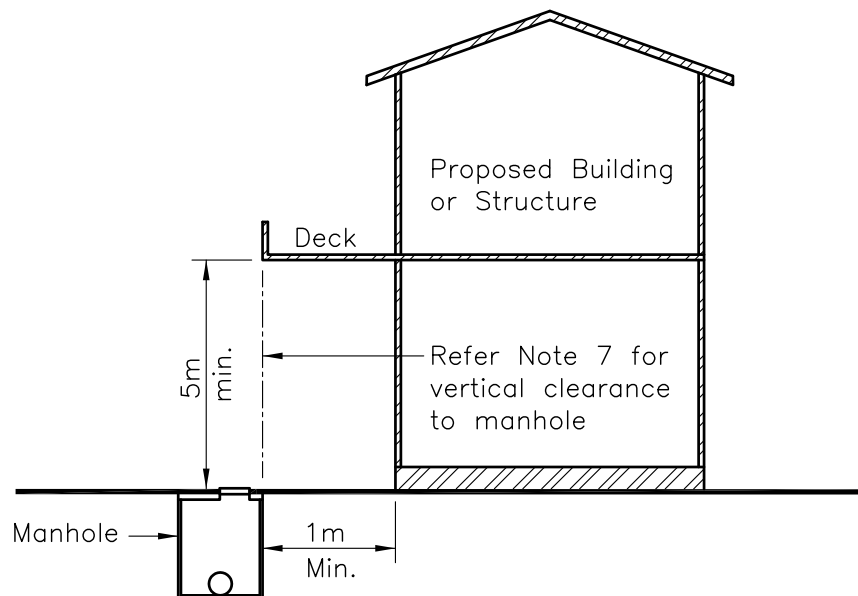 Proposed Building
or Structure
Deck
5m
min.
Refer Note 7 for
vertical clearance
to manhole
Manhole
1m
Min.